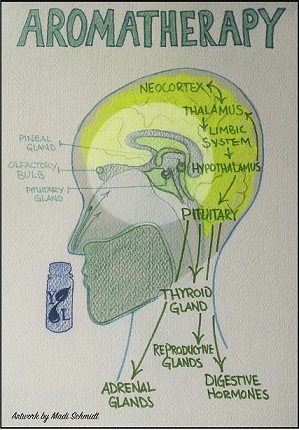 AROMATHERAPY
NEOCORTEX
THALAMUS
LIMBIC
SYSTEM
HYPOTHALAMUS
PITUITARY
PINEAL
GLAND
OLFACTORY
BULB
PITUITARY
GLAND
Y L
THYROID
GLAND
REPRODUCTIVE
GLANDS
ADRENAL
GLANDS
DIGESTIVE
HORMONES
Artwork by Madi Schmidt